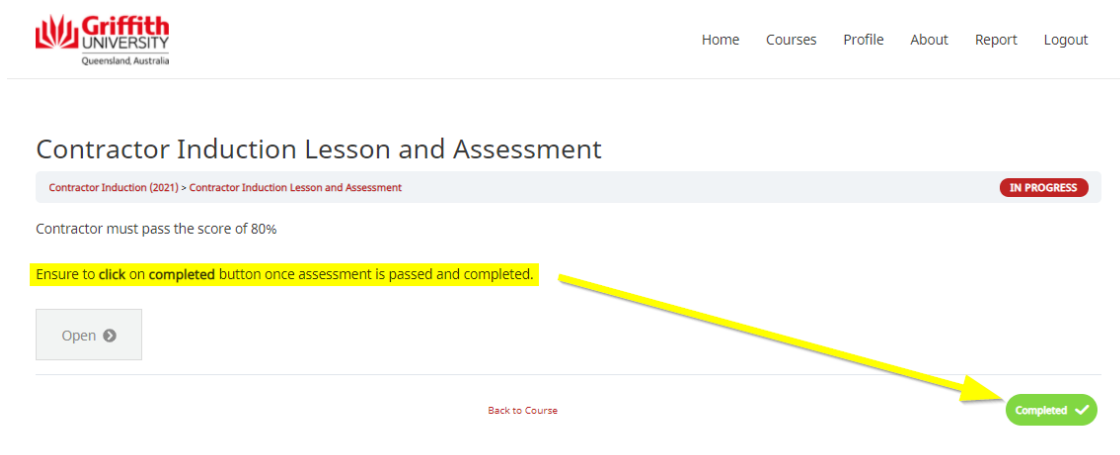 Griffith
UNIVERSITY
Queensland, Australia
Home Courses Profile About Report Logout
Contractor Induction Lesson and Assessment
Contractor Induction (2021) > Contractor Induction Lesson and Assessment
IN PROGRESS
Contractor must pass the score of 80%
Ensure to click on completed button once assessment is passed and completed.
Open
Back to Course
Completed